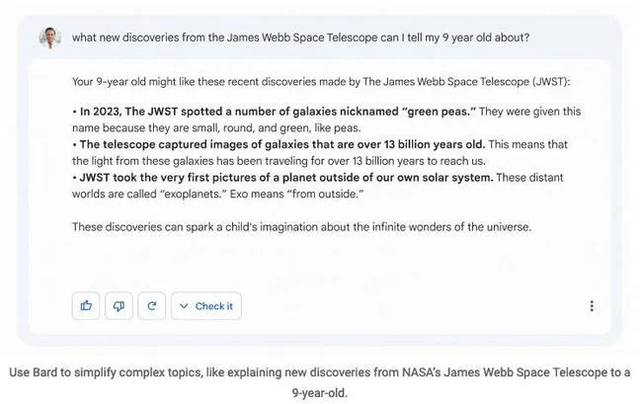 what new discoveries from the James Webb Space Telescope can I tell my 9 year old about?
Your 9-year old might like these recent discoveries made by The James Webb Space Telescope (JWST):
• In 2023, The JWST spotted a number of galaxies nicknamed “green peas.” They were given this
name because they are small, round, and green, like peas.
• The telescope captured images of galaxies that are over 13 billion years old. This means that
the light from these galaxies has been traveling for over 13 billion years to reach us.
• JWST took the very first pictures of a planet outside of our own solar system. These distant
worlds are called “exoplanets.” Exo means “from outside.”
These discoveries can spark a child's imagination about the infinite wonders of the universe.
Check it
Use Bard to simplify complex topics, like explaining new discoveries from NASA’s James Webb Space Telescope to a
9-year-old.